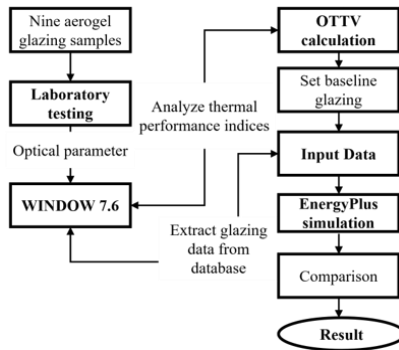 Nine aerogel
glazing samples
Laboratory
testing
Optical parameter
WINDOW 7.6
Analyze thermal
performance indices
Extract glazing
data from
database
OTTV
calculation
Set baseline
glazing
Input Data
EnergyPlus
simulation
Comparison
Result